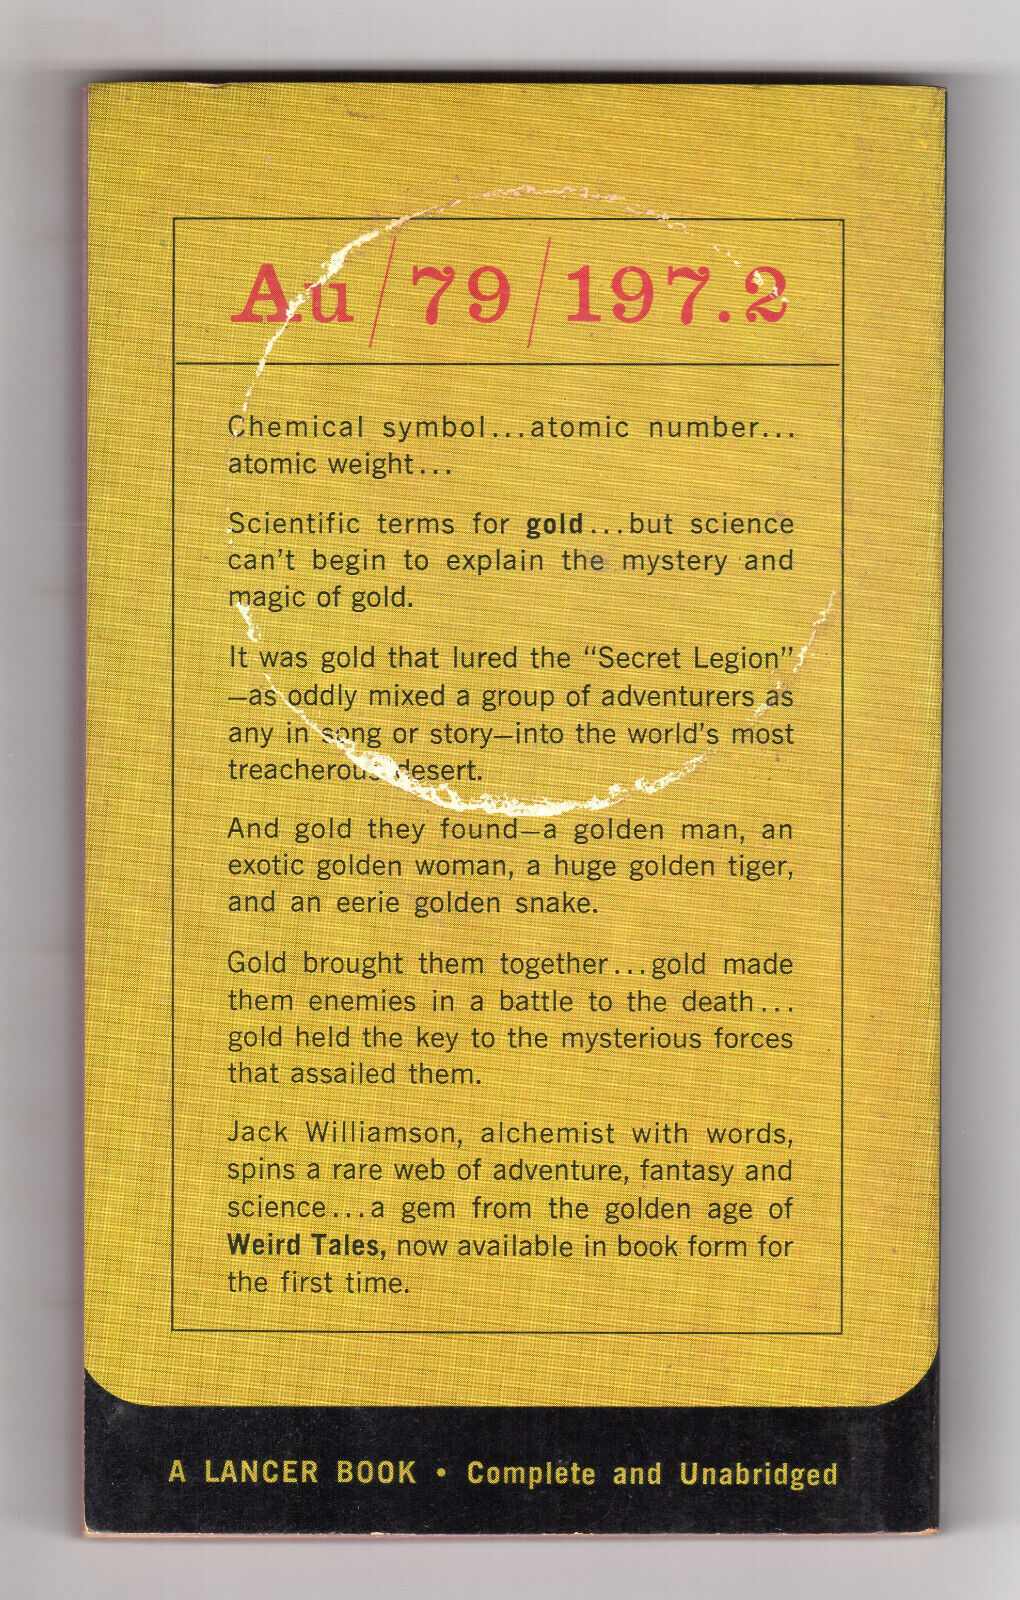 Au/79/197.2
Chemical symbol...atomic number...
atomic weight...
Scientific terms for gold...but science
can't begin to explain the mystery and
magic of gold.
It was gold that lured the “Secret Legion”
—as oddly mixed a group of adventurers as
any in song or story—into the world's most
treacherous desert.
And gold they found—a golden man, an
exotic golden woman, a huge golden tiger,
and an eerie golden snake.
Gold brought them together...gold made
them enemies in a battle to the death...
gold held the key to the mysterious forces
that assailed them.
Jack Williamson, alchemist with words,
spins a rare web of adventure, fantasy and
science...a gem from the golden age of
Weird Tales, now available in book form for
the first time.
A LANCER BOOK • Complete and Unabridged